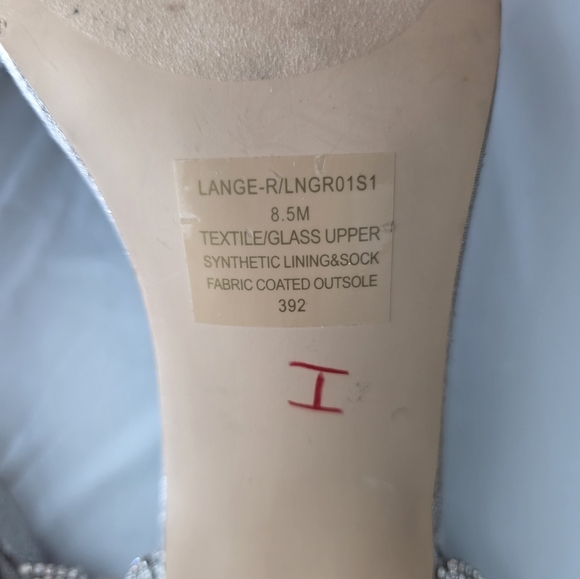 LANGE-R/LNGR01S1
8.5M
TEXTILE/GLASS UPPER
SYNTHETIC LINING&SOCK
FABRIC COATED OUTSOLE
392
H